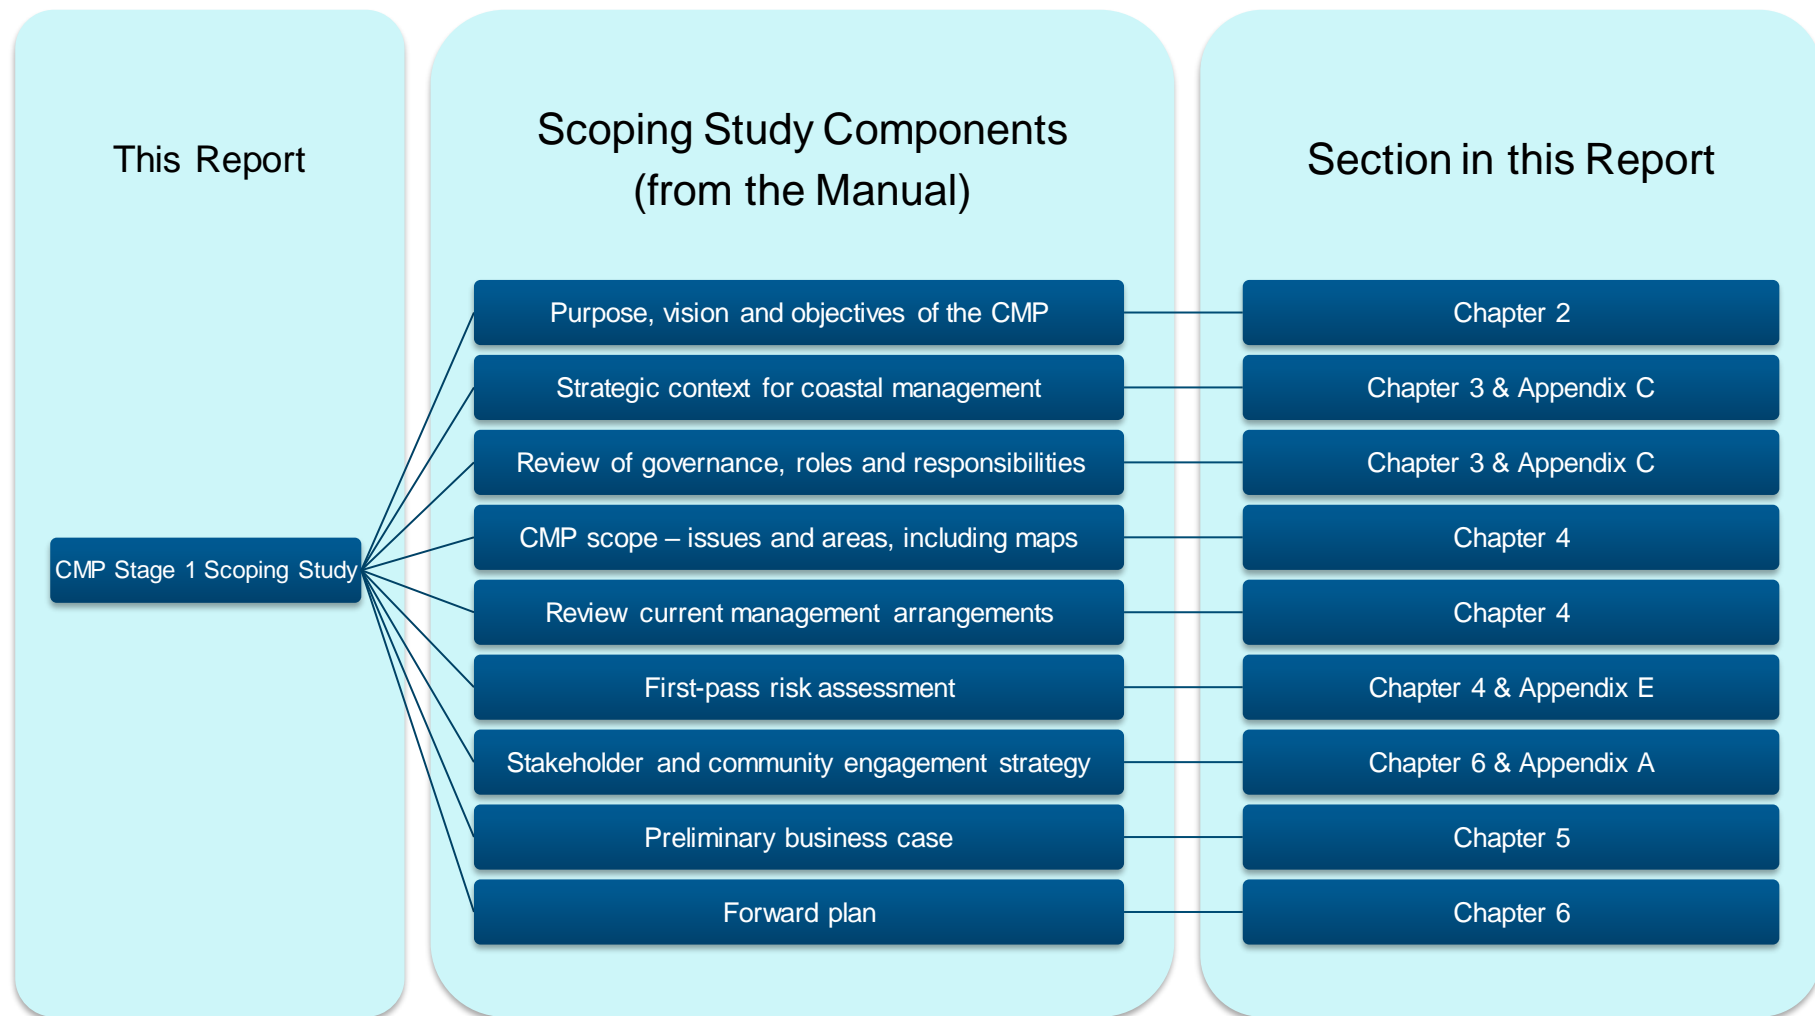 This Report
Scoping Study Components
(from the Manual)
Section in this Report
CMP Stage 1 Scoping Study
Purpose, vision and objectives of the CMP
Chapter 2
Strategic context for coastal management
Chapter 3 & Appendix C
Review of governance, roles and responsibilities
Chapter 3 & Appendix C
CMP scope – issues and areas, including maps
Chapter 4
Review current management arrangements
Chapter 4
First-pass risk assessment
Chapter 4 & Appendix E
Stakeholder and community engagement strategy
Chapter 6 & Appendix A
Preliminary business case
Chapter 5
Forward plan
Chapter 6